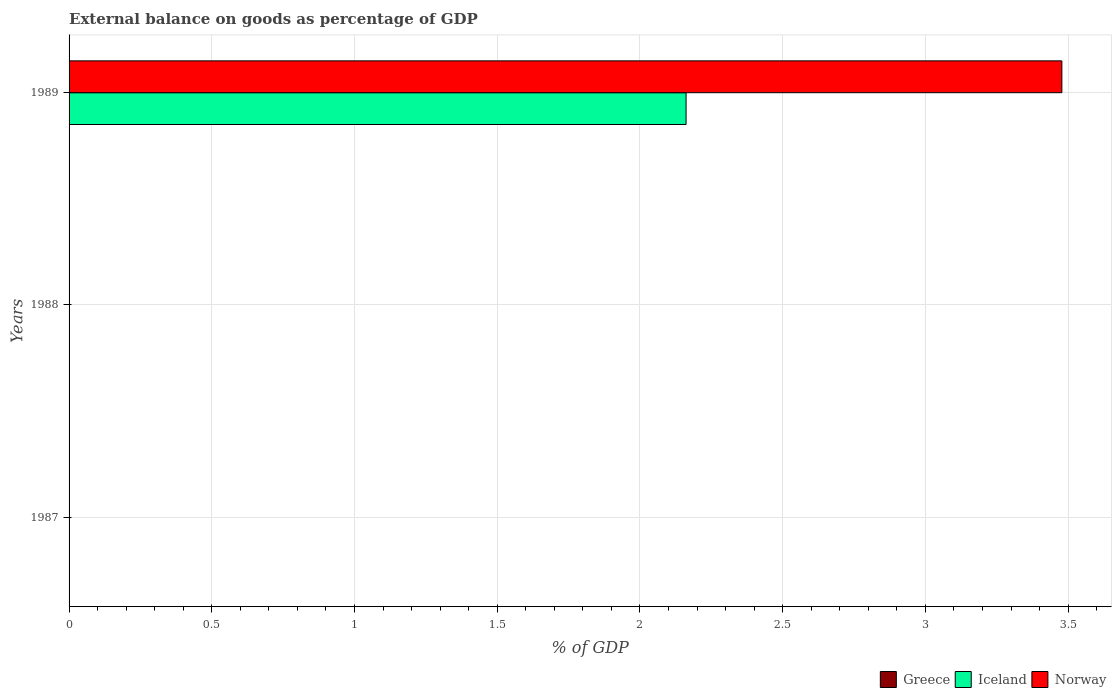 External balance on goods as percentage of GDP
1989
1988
1987
Years
0 0.5 1 1.5 2 2.5 3 3.5
% of GDP
Greece Iceland Norway